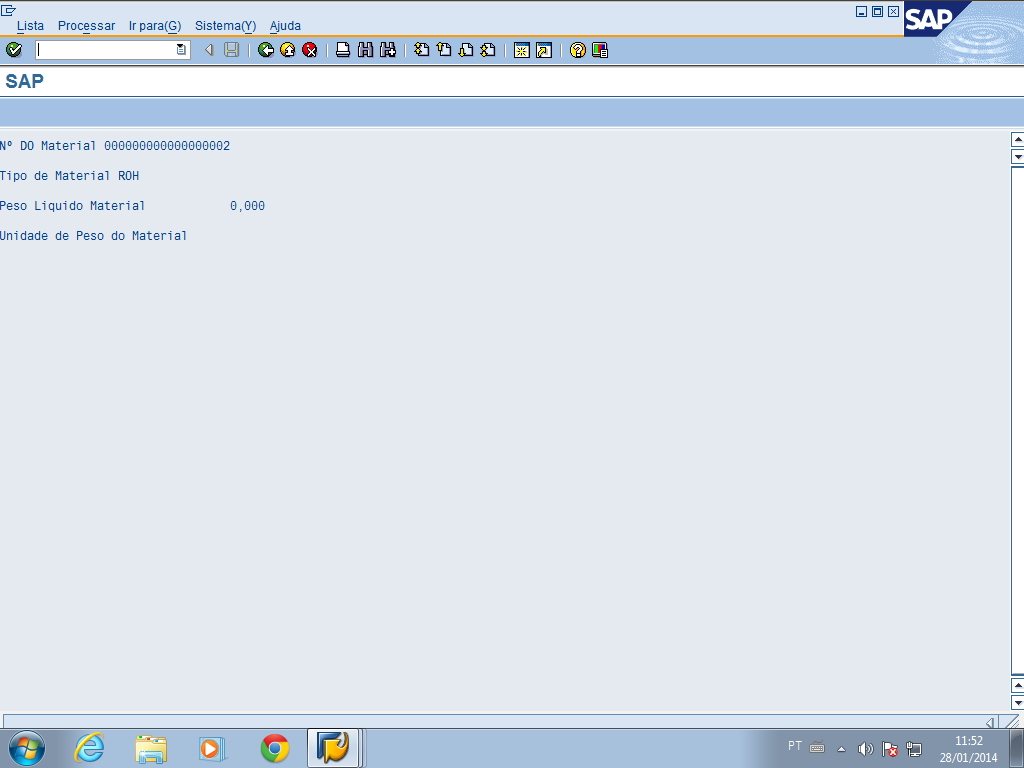 Lista Processar Ir para(G) Sistema(Y) Ajuda
SAP
SAP
Nº DO Material 000000000000000002
Tipo de Material ROH
Peso Liquido Material 0,000
Unidade de Peso do Material
PT
11:52
28/01/2014